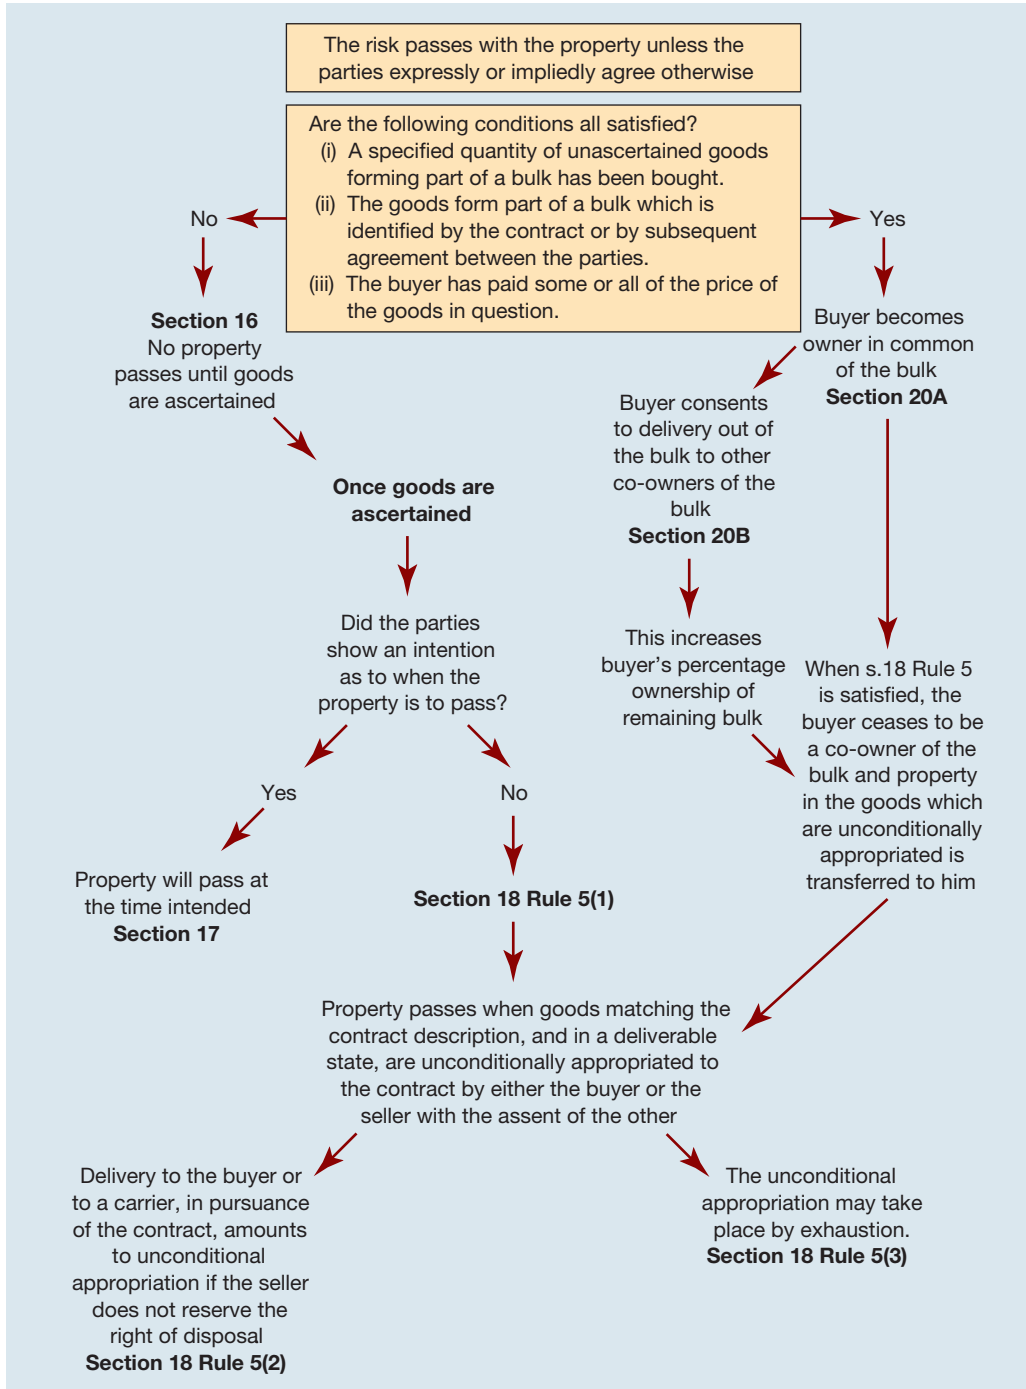 The risk passes with the property unless the
parties expressly or impliedly agree otherwise
Are the following conditions all satisfied?
(i) A specified quantity of unascertained goods
forming part of a bulk has been bought.
(ii) The goods form part of a bulk which is
identified by the contract or by subsequent
agreement between the parties.
(iii) The buyer has paid some or all of the price of
the goods in question.
No
Yes
Section 16
No property
passes until goods
are ascertained
Buyer becomes
owner in common
of the bulk
Section 20A
Buyer consents
to delivery out of
the bulk to other
co-owners of the
bulk
Section 20B
Once goods are
ascertained
Did the parties
show an intention
as to when the
property is to pass?
This increases
buyer’s percentage
ownership of
remaining bulk
When s.18 Rule 5
is satisfied, the
buyer ceases to be
a co-owner of the
bulk and property
in the goods which
are unconditionally
appropriated is
transferred to him
Yes
No
Property will pass at
the time intended
Section 17
Section 18 Rule 5(1)
Property passes when goods matching the
contract description, and in a deliverable
state, are unconditionally appropriated to
the contract by either the buyer or the
seller with the assent of the other
Delivery to the buyer or
to a carrier, in pursuance
of the contract, amounts
to unconditional
appropriation if the seller
does not reserve the
right of disposal
Section 18 Rule 5(2)
The unconditional
appropriation may take
place by exhaustion.
Section 18 Rule 5(3)